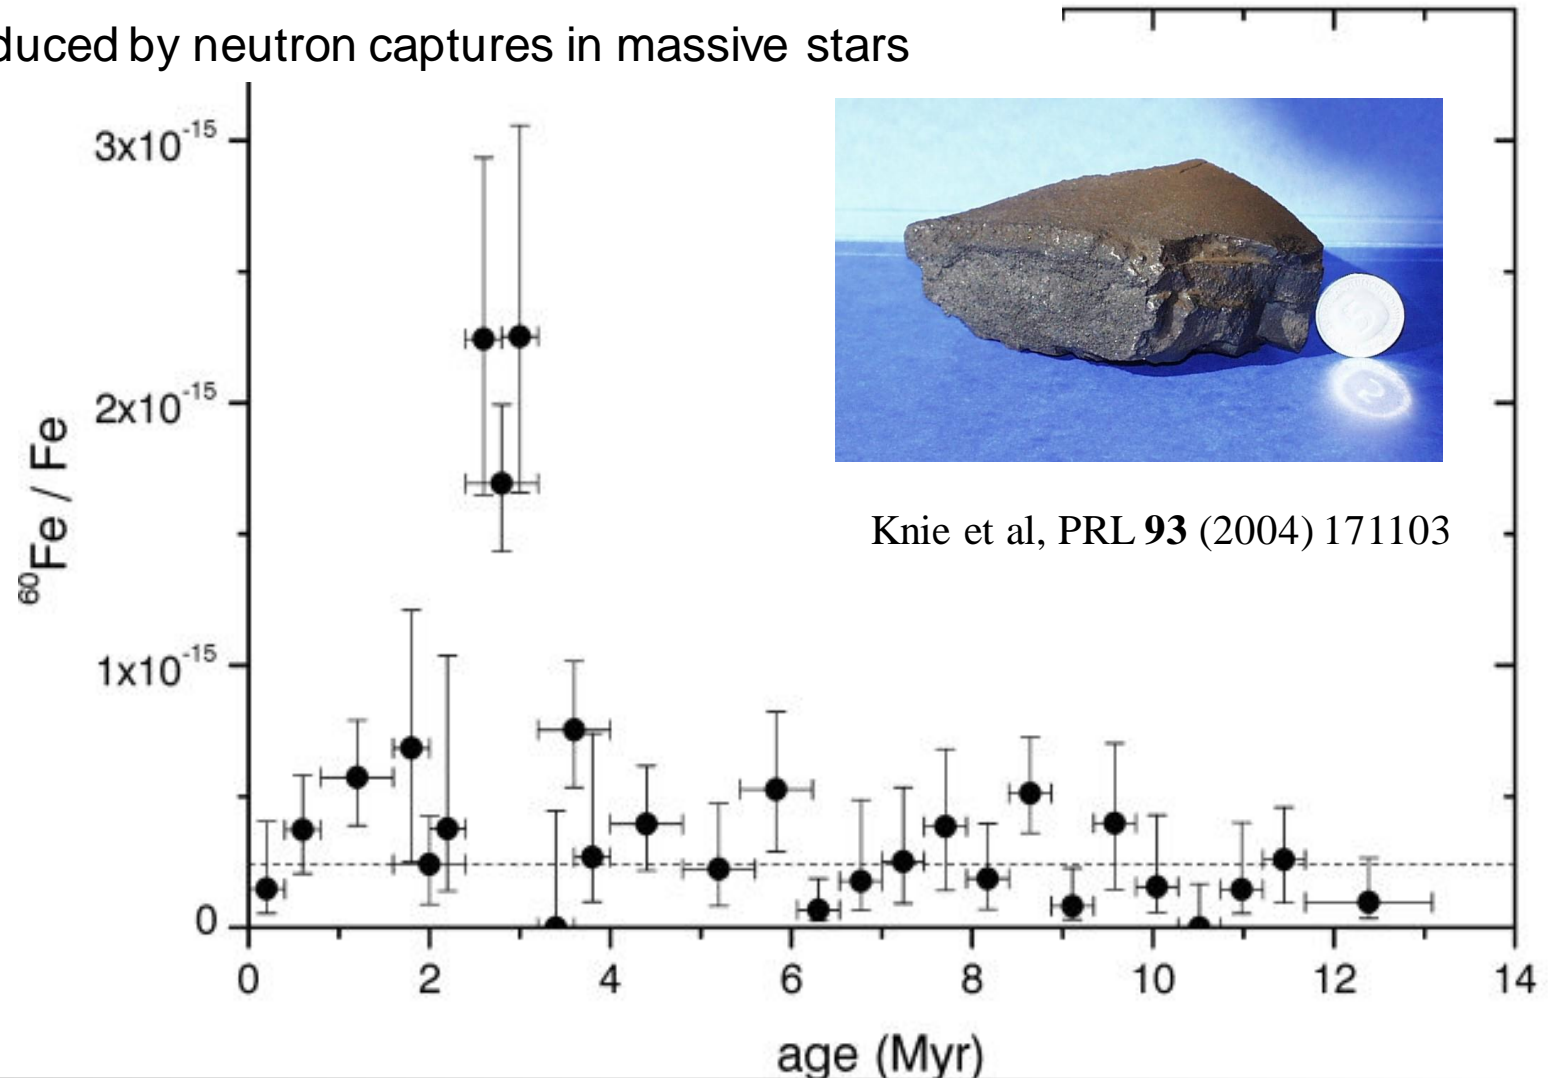 duced by neutron captures in massive stars
3x10⁻¹⁵
2x10⁻¹⁵
1x10⁻¹⁵
0
⁶⁰Fe / Fe
Knie et al, PRL 93 (2004) 171103
0 2 4 6 8 10 12 14
age (Myr)